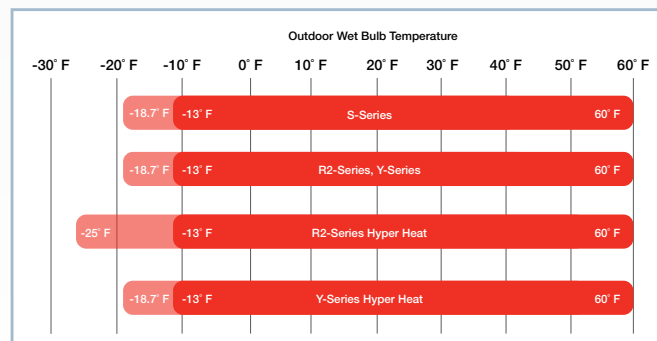 Outdoor Wet Bulb Temperature
-30° F -20° F -10° F 0° F 10° F 20° F 30° F 40° F 50° F 60° F
-18.7° F -13° F S-Series 60° F
-18.7° F -13° F R2-Series, Y-Series 60° F
-25° F -13° F R2-Series Hyper Heat 60° F
-18.7° F -13° F Y-Series Hyper Heat 60° F